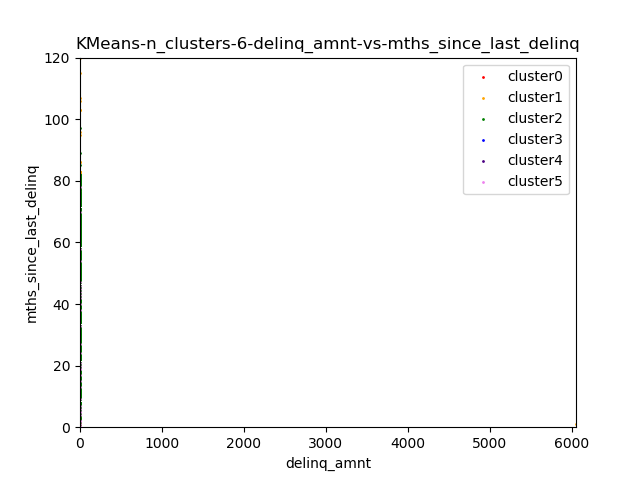 KMeans-n_clusters-6-delinq_amnt-vs-mths_since_last_delinq
120
100
80
60
40
20
0
mths_since_last_delinq
cluster0
cluster1
cluster2
cluster3
cluster4
cluster5
0 1000 2000 3000 4000 5000 6000
delinq_amnt